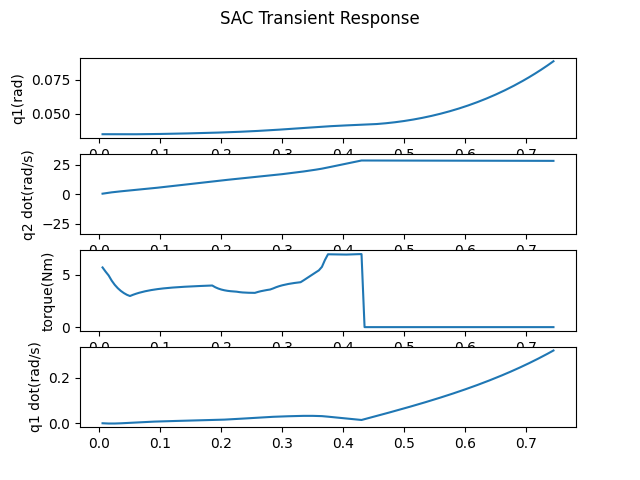 SAC Transient Response
q1(rad)
0.075
0.050
0.0 0.1 0.2 0.3 0.4 0.5 0.6 0.7
q2 dot(rad/s)
25
0
−25
0.0 0.1 0.2 0.3 0.4 0.5 0.6 0.7
torque(Nm)
5
0
0.0 0.1 0.2 0.3 0.4 0.5 0.6 0.7
q1 dot(rad/s)
0.2
0.0
0.0 0.1 0.2 0.3 0.4 0.5 0.6 0.7